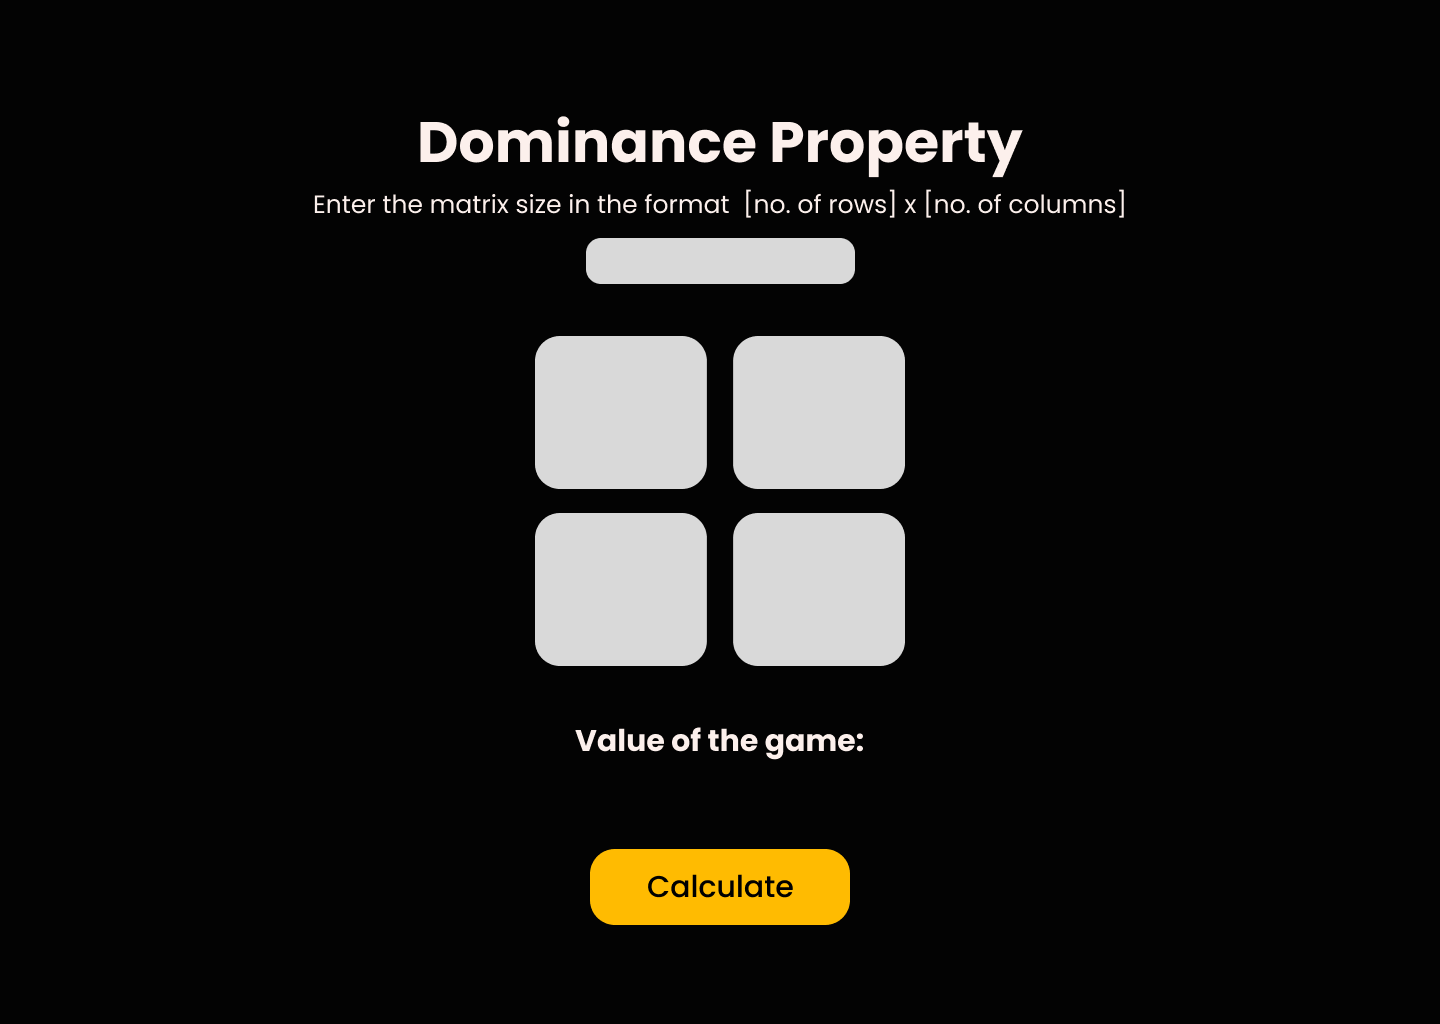 Dominance Property
Enter the matrix size in the format  [no. of rows] x [no. of columns]
Value of the game:
Calculate